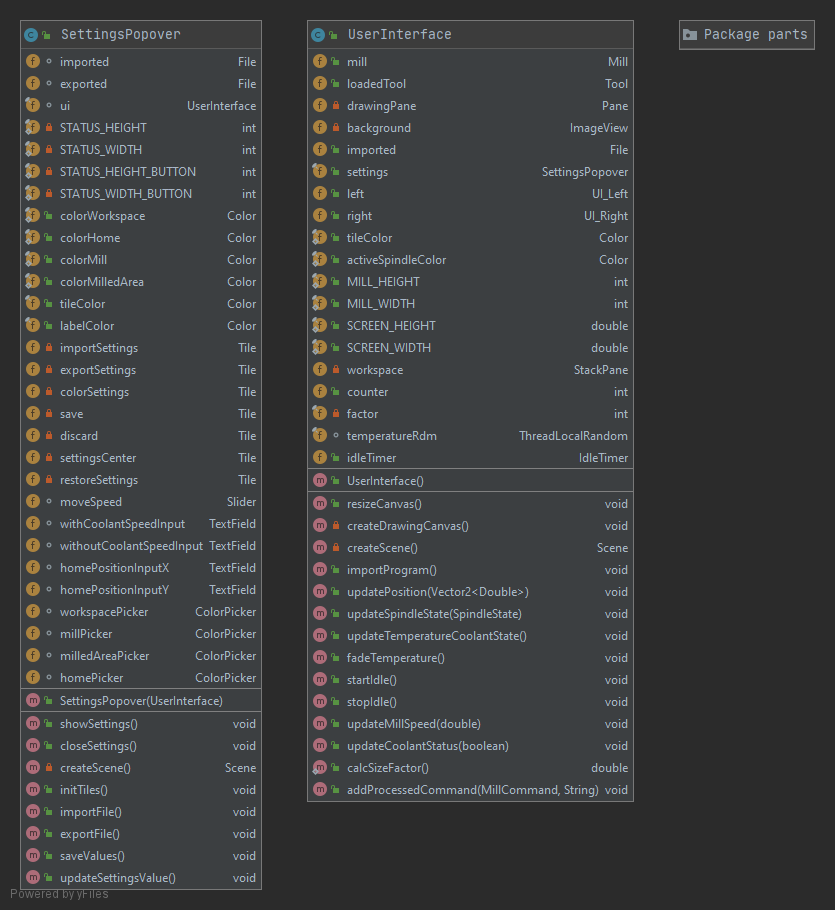 SettingsPopover
imported File
exported File
ui UserInterface
STATUS_HEIGHT int
STATUS_WIDTH int
STATUS_HEIGHT_BUTTON int
STATUS_WIDTH_BUTTON int
colorWorkspace Color
colorHome Color
colorMill Color
colorMilledArea Color
tileColor Color
labelColor Color
importSettings Tile
exportSettings Tile
colorSettings Tile
save Tile
discard Tile
settingsCenter Tile
restoreSettings Tile
moveSpeed Slider
withCoolantSpeedInput TextField
withoutCoolantSpeedInput TextField
homePositionInputX TextField
homePositionInputY TextField
workspacePicker ColorPicker
millPicker ColorPicker
milledAreaPicker ColorPicker
homePicker ColorPicker
SettingsPopover(UserInterface)
showSettings() void
closeSettings() void
createScene() Scene
initTiles() void
importFile() void
exportFile() void
saveValues() void
updateSettingsValue() void
UserInterface
mill Mill
loadedTool Tool
drawingPane Pane
background ImageView
imported File
settings SettingsPopover
left UI_Left
right UI_Right
tileColor Color
activeSpindleColor Color
MILL_HEIGHT int
MILL_WIDTH int
SCREEN_HEIGHT double
SCREEN_WIDTH double
workspace StackPane
counter int
factor int
temperatureRdm ThreadLocalRandom
idleTimer IdleTimer
UserInterface()
resizeCanvas() void
createDrawingCanvas() void
createScene() Scene
importProgram() void
updatePosition(Vector2<Double>) void
updateSpindleState(SpindleState) void
updateTemperatureCoolantState() void
fadeTemperature() void
startIdle() void
stopIdle() void
updateMillSpeed(double) void
updateCoolantStatus(boolean) void
calcSizeFactor() double
addProcessedCommand(MillCommand, String) void
Package parts
Powered by yFiles